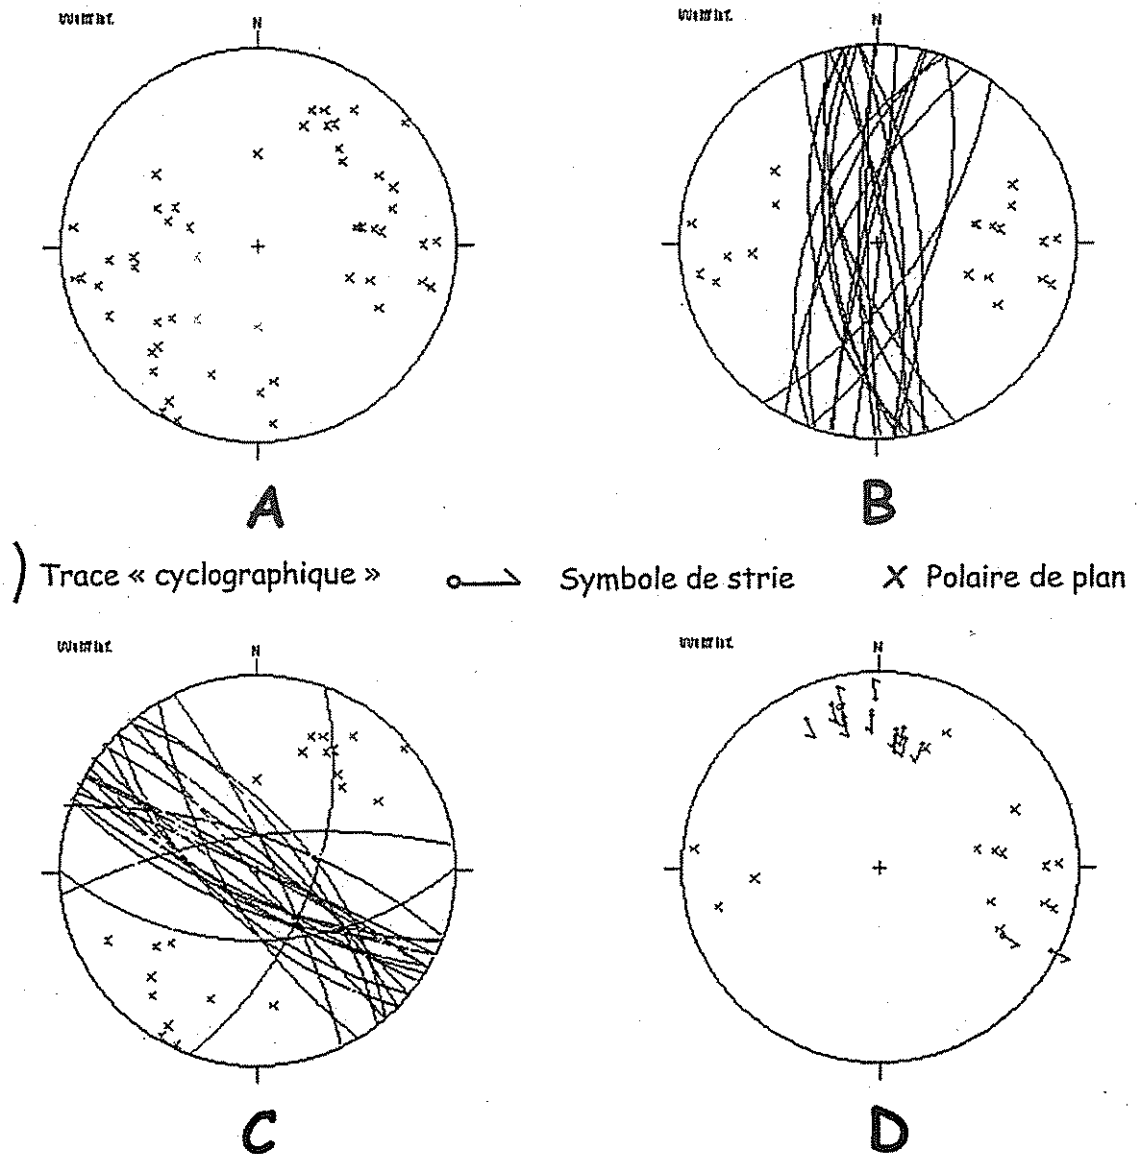 N
N
A
B
Trace « cyclographique »
Symbole de strie
Polaire de plan
N
N
C
D